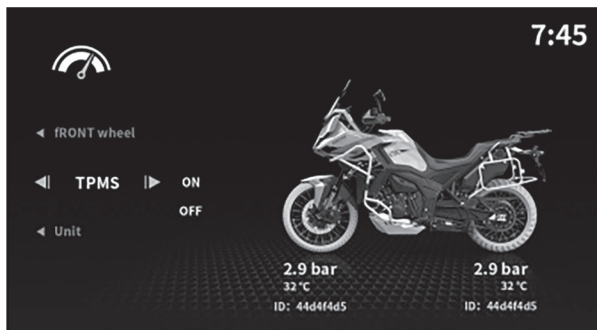 7:45
fRONT wheel
TPMS ON
OFF
Unit
2.9 bar 2.9 bar
32 °C 32 °C
ID: 44d4f4d5 ID: 44d4f4d5